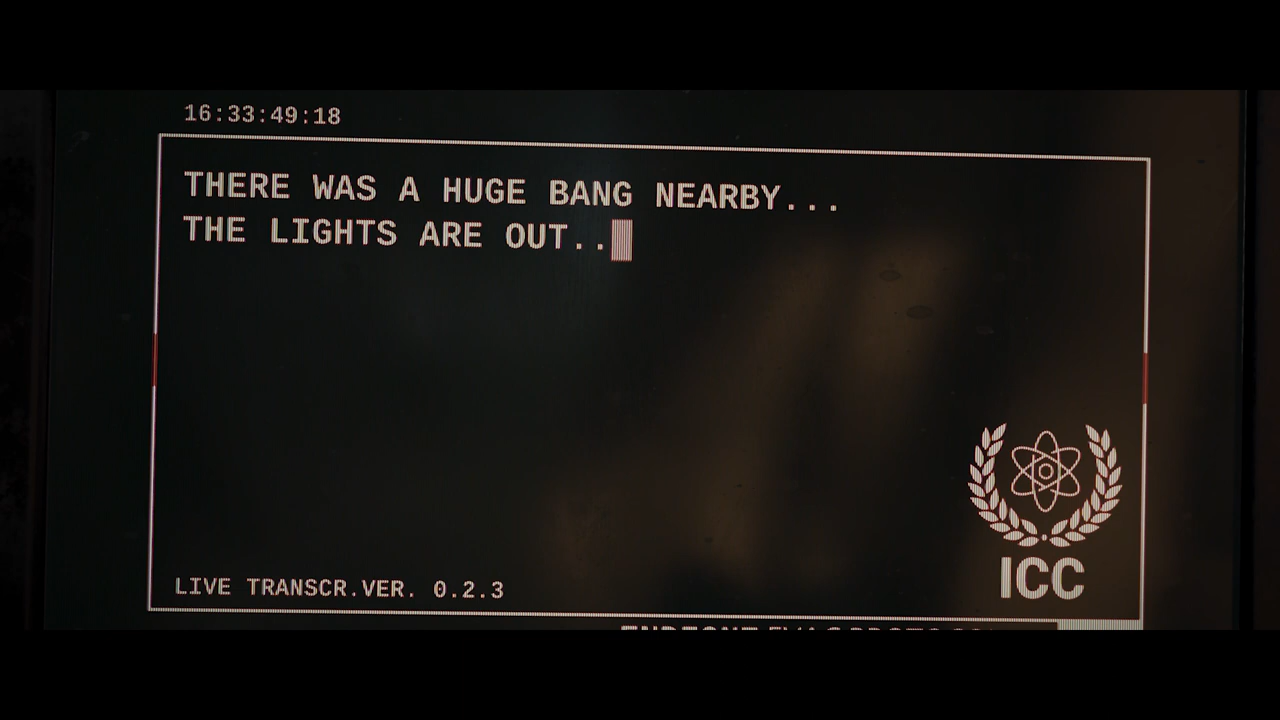 16:33:49:18
THERE WAS A HUGE BANG NEARBY...
THE LIGHTS ARE OUT..
ICC
LIVE TRANSCR.VER. 0.2.3